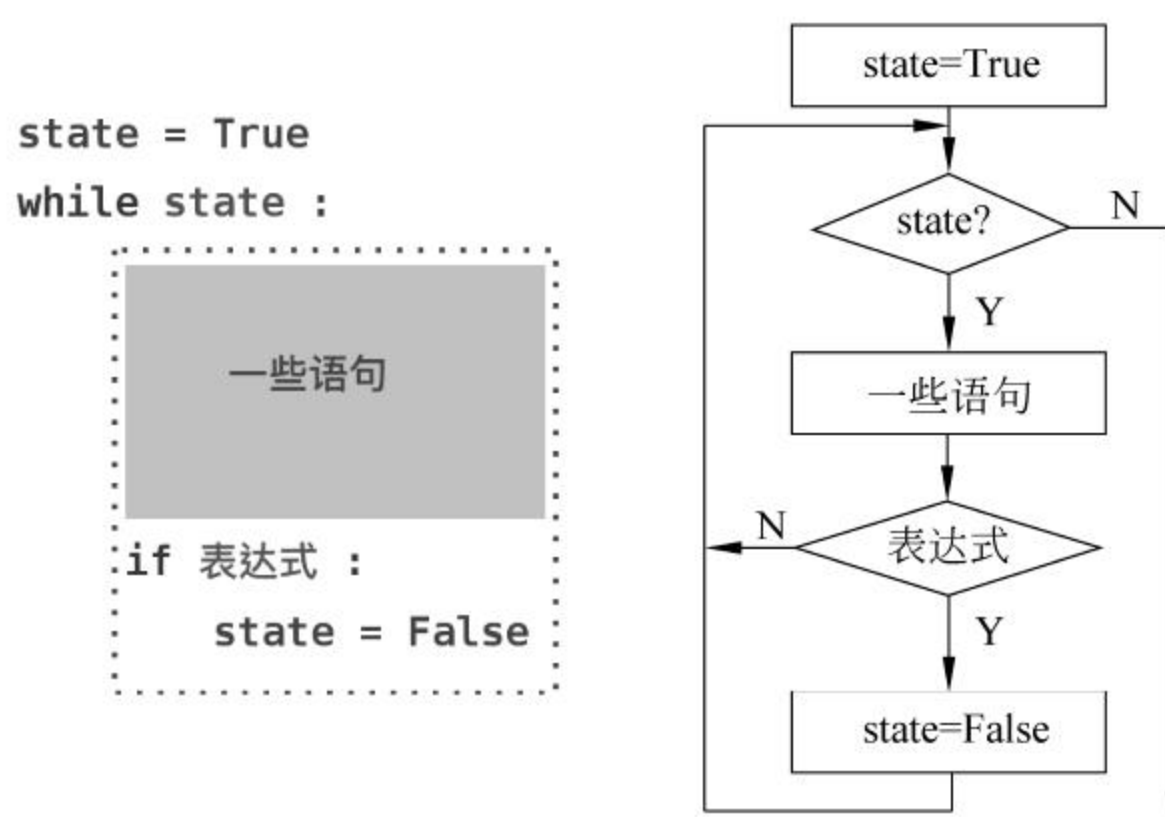 state = True
while state :
一些语句
if 表达式 :
state = False
state=True
state?
N
Y
一些语句
N
表达式
Y
state=False